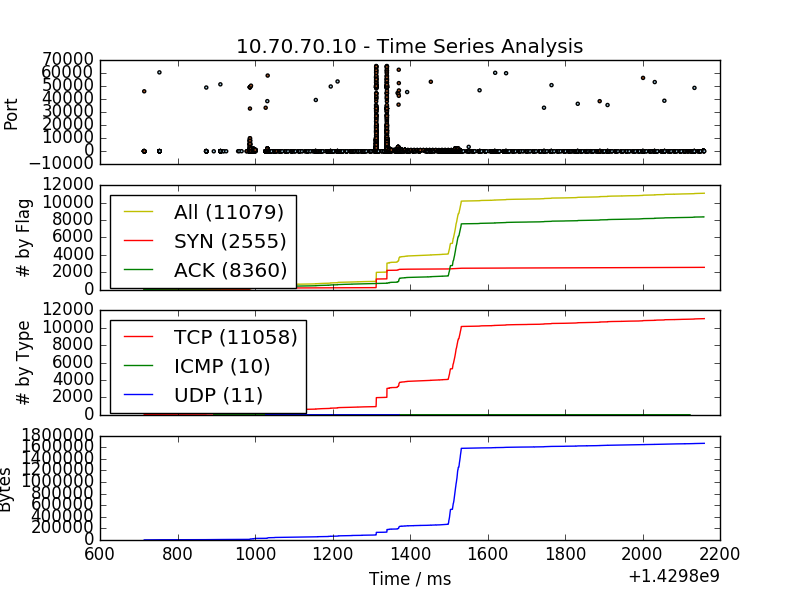 10.70.70.10 - Time Series Analysis
70000
60000
50000
40000
30000
20000
10000
0
−10000
Port
12000
10000
8000
6000
4000
2000
0
# by Flag
All (11079)
SYN (2555)
ACK (8360)
12000
10000
8000
6000
4000
2000
0
# by Type
TCP (11058)
ICMP (10)
UDP (11)
1800000
1600000
1400000
1200000
1000000
800000
600000
400000
200000
0
Bytes
600 800 1000 1200 1400 1600 1800 2000 2200
Time / ms
+1.4298e9